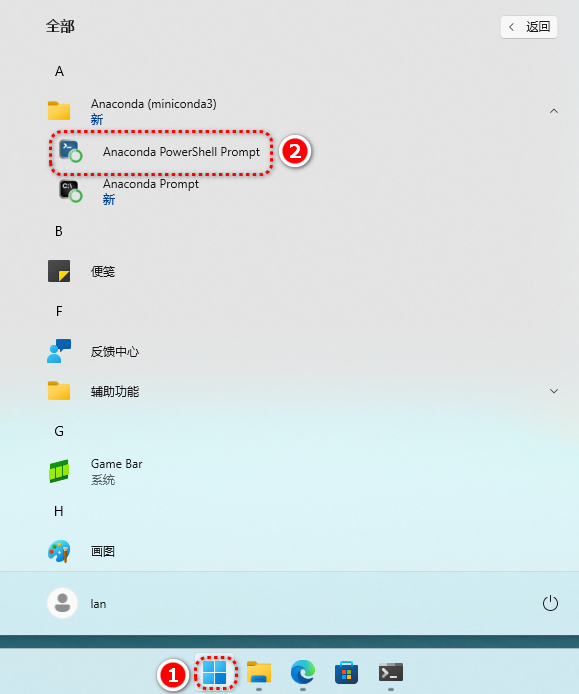 全部
返回
A
Anaconda (miniconda3)
新
Anaconda PowerShell Prompt
2
Anaconda Prompt
新
B
便笺
F
反馈中心
辅助功能
G
Game Bar
系统
H
画图
lan
1